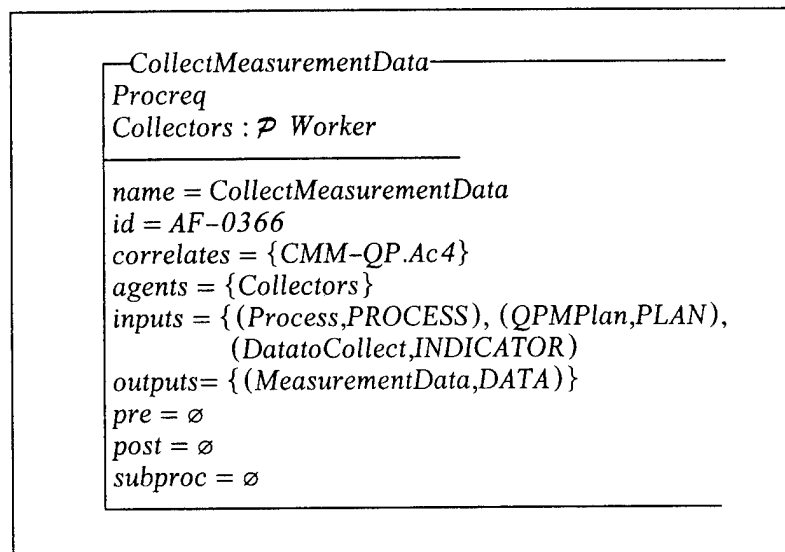 CollectMeasurementData
Procreq
Collectors : 𝒫 Worker
name = CollectMeasurementData
id = AF-0366
correlates = {CMM-QP.Ac4}
agents = {Collectors}
inputs = {(Process,PROCESS), (QPMPlan,PLAN),
(DatatoCollect,INDICATOR)
outputs= {(MeasurementData,DATA)}
pre = ∅
post = ∅
subproc = ∅